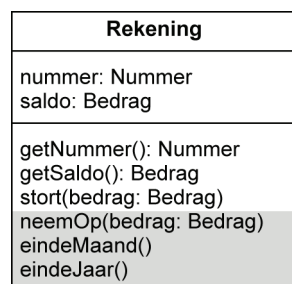 Rekening
nummer: Nummer
saldo: Bedrag
getNummer(): Nummer
getSaldo(): Bedrag
stort(bedrag: Bedrag)
neemOp(bedrag: Bedrag)
eindeMaand()
eindeJaar()